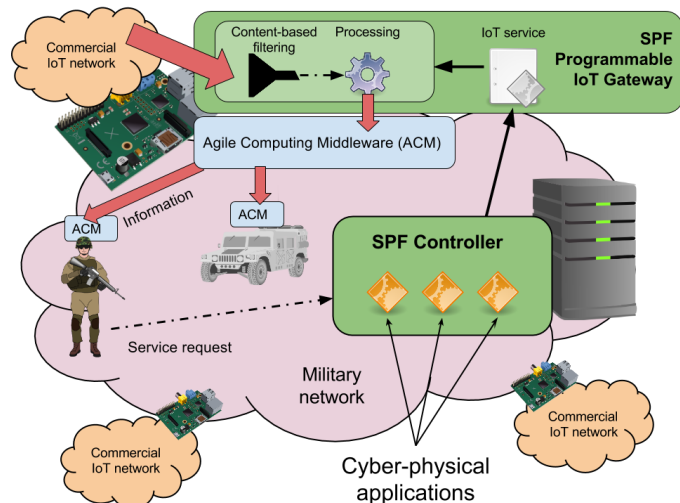 Commercial
IoT network
Content-based
filtering
Processing
IoT service
SPF
Programmable
IoT Gateway
Agile Computing Middleware (ACM)
Information
ACM
ACM
SPF Controller
Service request
Military
network
Commercial
IoT network
Commercial
IoT network
Cyber-physical
applications